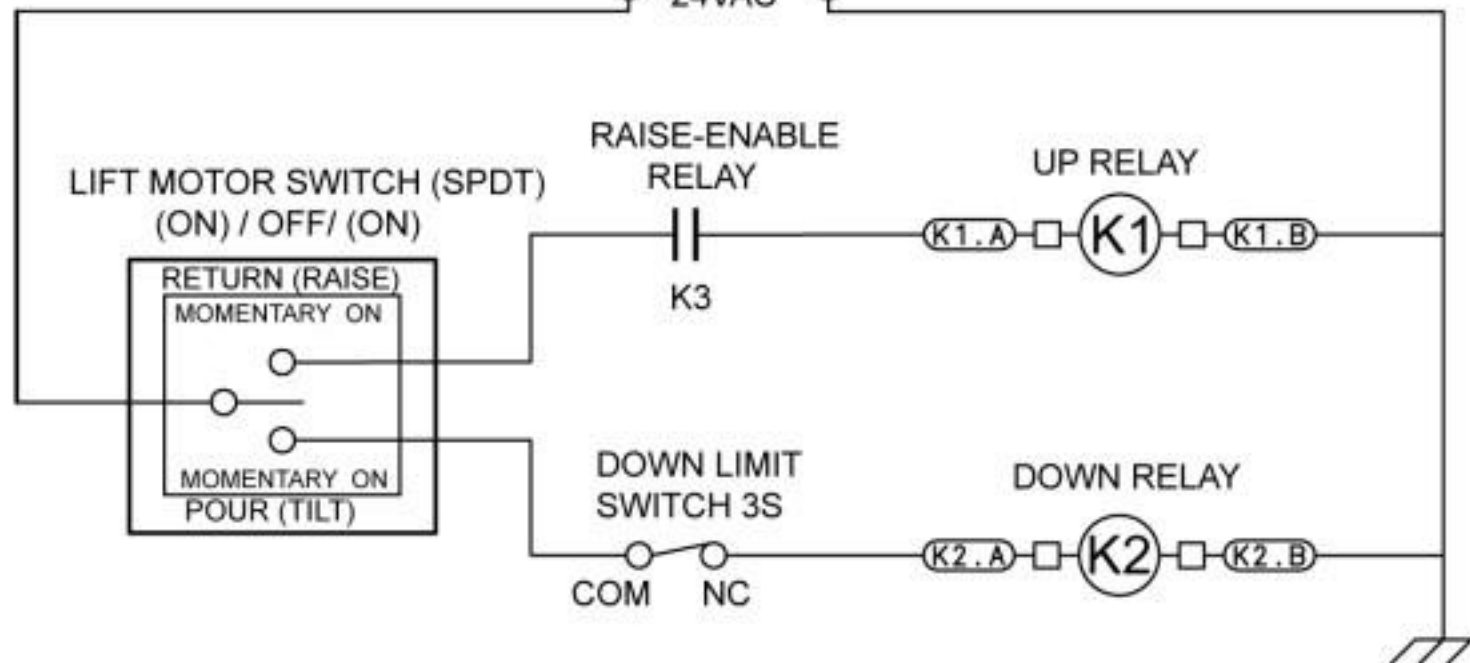 24VAC
RAISE-ENABLE
RELAY
UP RELAY
LIFT MOTOR SWITCH (SPDT)
(ON) / OFF/ (ON)
K1.A
K1
K1.B
RETURN (RAISE)
K3
MOMENTARY ON
MOMENTARY ON
POUR (TILT)
DOWN LIMIT
SWITCH 3S
DOWN RELAY
K2.A
K2
K2.B
COM
NC